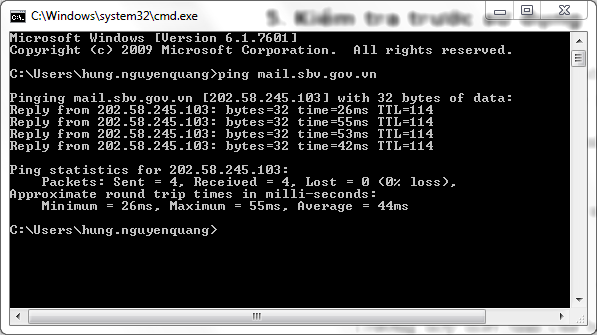 C:\Windows\system32\cmd.exe
5. Kiểm tra trước
Microsoft Windows [Version 6.1.7601]
Copyright (c) 2009 Microsoft Corporation.  All rights reserved.
C:\Users\hung.nguyenquang>ping mail.sbv.gov.vn
Pinging mail.sbv.gov.vn [202.58.245.103] with 32 bytes of data:
Reply from 202.58.245.103: bytes=32 time=26ms TTL=114
Reply from 202.58.245.103: bytes=32 time=55ms TTL=114
Reply from 202.58.245.103: bytes=32 time=53ms TTL=114
Reply from 202.58.245.103: bytes=32 time=42ms TTL=114
Ping statistics for 202.58.245.103:
    Packets: Sent = 4, Received = 4, Lost = 0 (0% loss),
Approximate round trip times in milli-seconds:
    Minimum = 26ms, Maximum = 55ms, Average = 44ms
C:\Users\hung.nguyenquang>